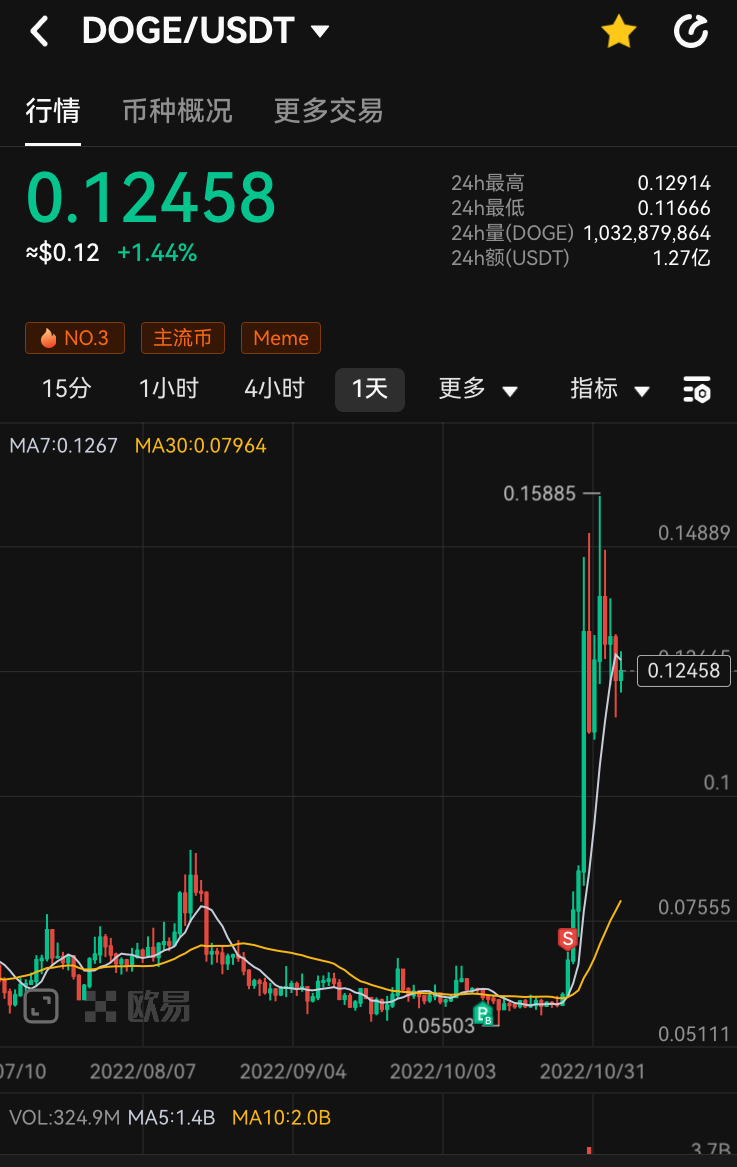 DOGE/USDT
行情 币种概况 更多交易
0.12458
≈$0.12 +1.44%
24h最高 0.12914
24h最低 0.11666
24h量(DOGE) 1,032,879,864
24h额(USDT) 1.27亿
NO.3 主流币 Meme
15分 1小时 4小时 1天 更多 指标
MA7:0.1267 MA30:0.07964
0.15885
0.14889
0.12458
0.1
0.07555
S
P B
0.05503
0.05111
欧易
07/10 2022/08/07 2022/09/04 2022/10/03 2022/10/31
VOL:324.9M MA5:1.4B MA10:2.0B
3.7B